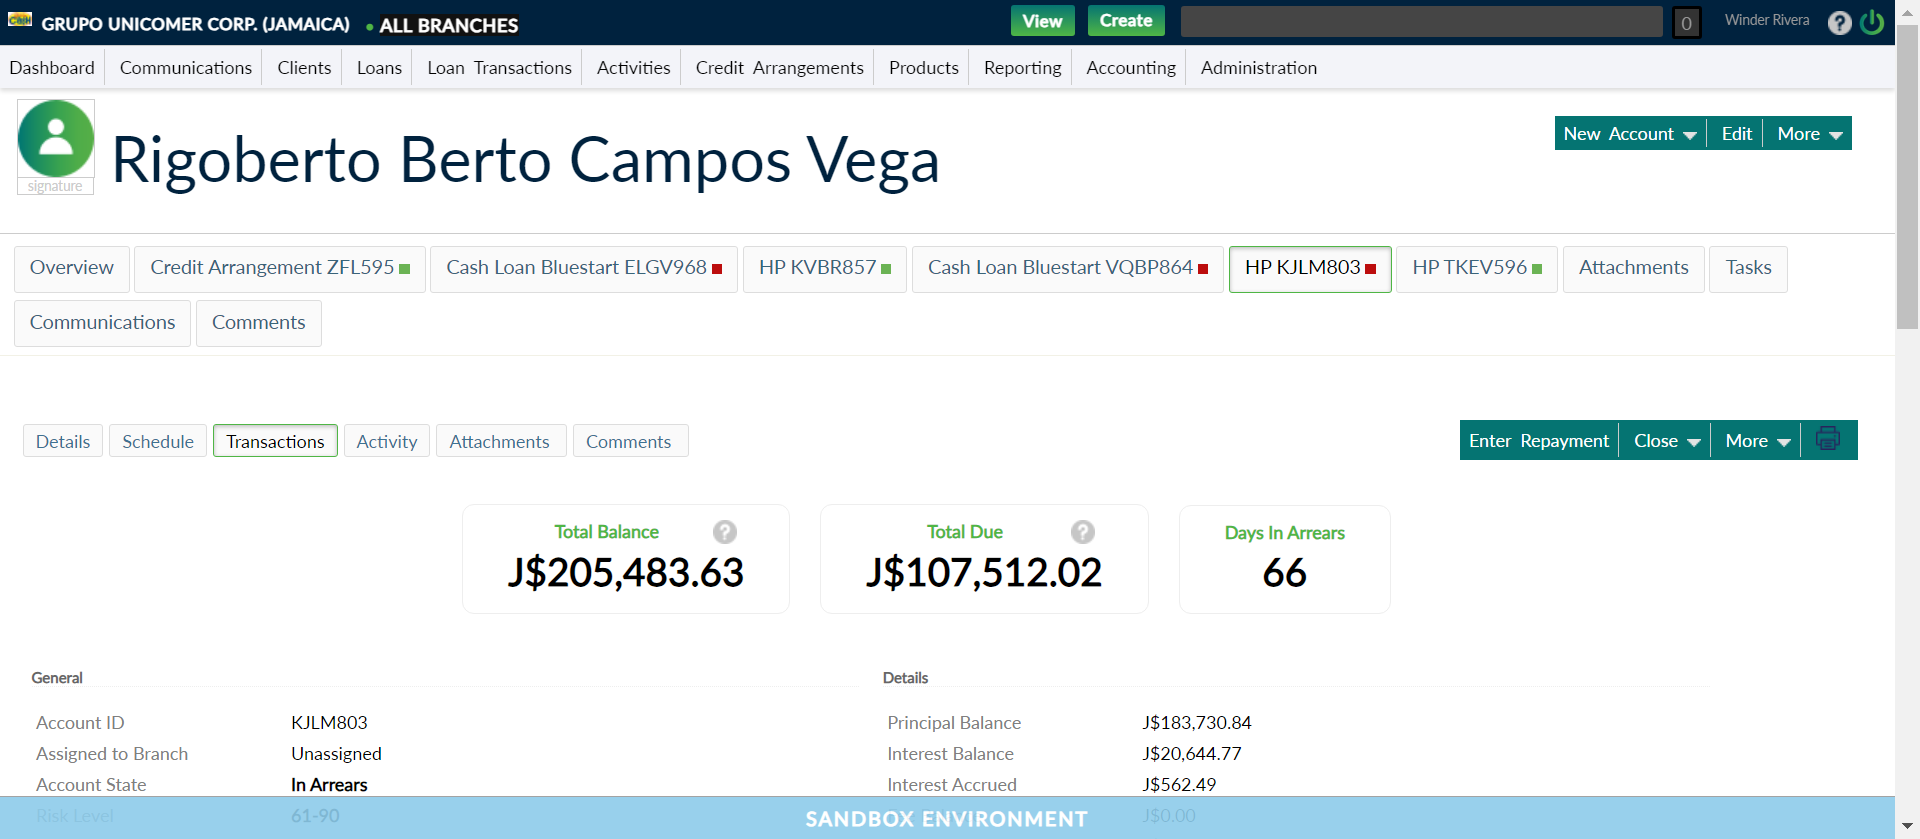 CASH GRUPO UNICOMER CORP. (JAMAICA) • ALL BRANCHES View Create 0 Winder Rivera ?
Dashboard Communications Clients Loans Loan Transactions Activities Credit Arrangements Products Reporting Accounting Administration
signature
Rigoberto Berto Campos Vega
New Account Edit More
Overview Credit Arrangement ZFL595 Cash Loan Bluestart ELGV968 HP KVBR857 Cash Loan Bluestart VQBP864 HP KJLM803 HP TKEV596 Attachments Tasks
Communications Comments
Details Schedule Transactions Activity Attachments Comments
Enter Repayment Close More
Total Balance ? Total Due ? Days In Arrears
J$205,483.63 J$107,512.02 66
General Details
Account ID KJLM803 Principal Balance J$183,730.84
Assigned to Branch Unassigned Interest Balance J$20,644.77
Account State In Arrears Interest Accrued J$562.49
Risk Level 61-90 J$0.00
SANDBOX ENVIRONMENT